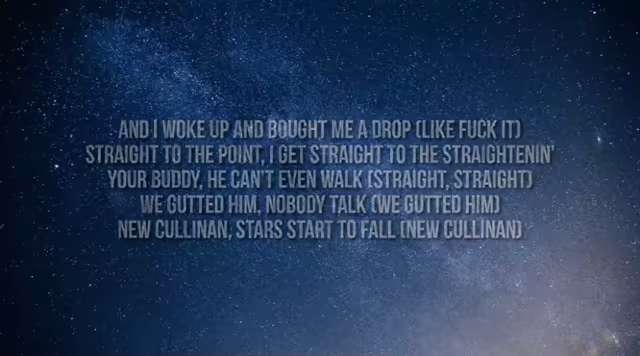 AND I WOKE UP AND BOUGHT ME A DROP (LIKE FUCK IT)
STRAIGHT TO THE POINT, I GET STRAIGHT TO THE STRAIGHTENIN'
YOUR BUDDY, HE CAN'T EVEN WALK (STRAIGHT, STRAIGHT)
WE GUTTED HIM, NOBODY TALK (WE GUTTED HIM)
NEW CULLINAN, STARS START TO FALL (NEW CULLINAN)